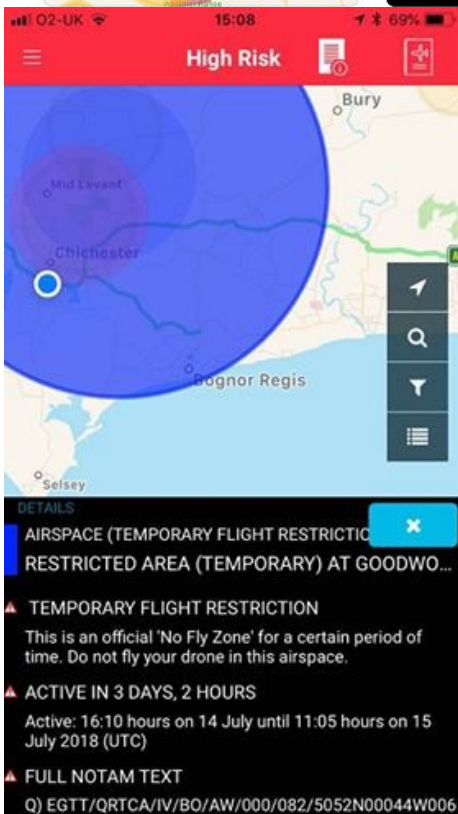 O2-UK 15:08 69%
High Risk
Bury
Mid Lavant
Chichester
Bognor Regis
Selsey
DETAILS
AIRSPACE (TEMPORARY FLIGHT RESTRICTIO
RESTRICTED AREA (TEMPORARY) AT GOODWO...
TEMPORARY FLIGHT RESTRICTION
This is an official 'No Fly Zone' for a certain period of
time. Do not fly your drone in this airspace.
ACTIVE IN 3 DAYS, 2 HOURS
Active: 16:10 hours on 14 July until 11:05 hours on 15
July 2018 (UTC)
FULL NOTAM TEXT
Q) EGTT/QRTCA/IV/BO/AW/000/082/5052N00044W006